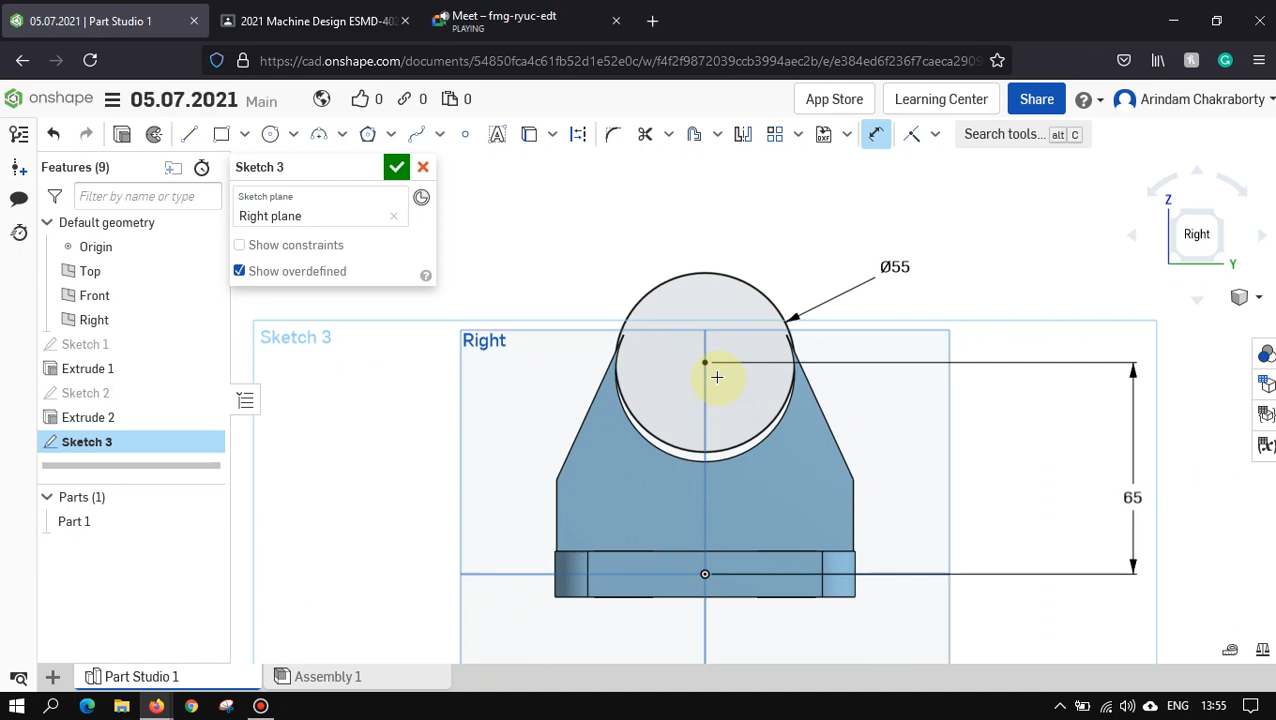 05.07.2021 | Part Studio 1
2021 Machine Design ESMD-402
Meet – fmg-ryuc-edt
PLAYING
https://cad.onshape.com/documents/54850fca4c61fb52d1e52e0c/w/f4f2f9872039ccb3994aec2b/e/e384ed6f236f7caeca2909
onshape
05.07.2021
Main
0
0
0
App Store
Learning Center
Share
Arindam Chakraborty
Search tools...
alt
C
Features (9)
Filter by name or type
Default geometry
Origin
Top
Front
Right
Sketch 1
Extrude 1
Sketch 2
Extrude 2
Sketch 3
Parts (1)
Part 1
Sketch 3
Sketch plane
Right plane
Show constraints
Show overdefined
Sketch 3
Right
Ø55
65
Z
Right
Y
Part Studio 1
Assembly 1
ENG
13:55